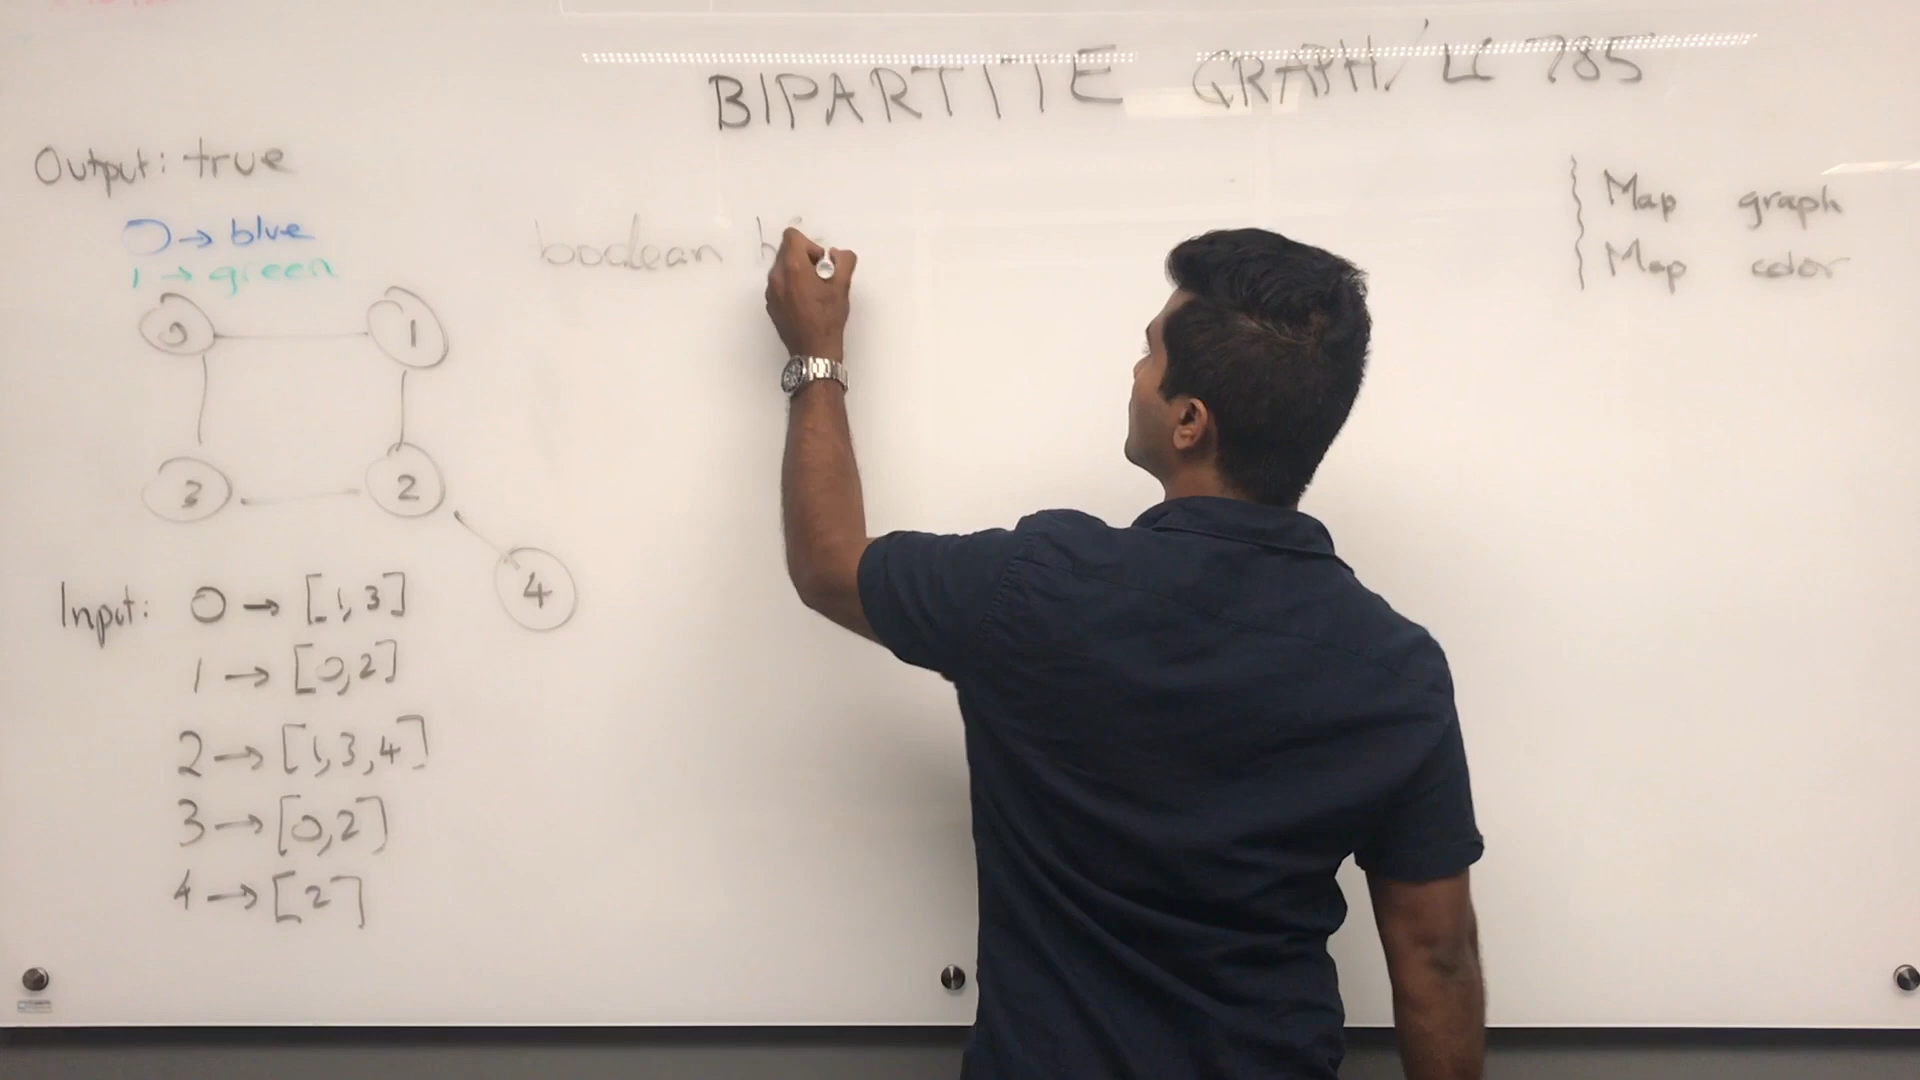 BIPARTITE GRAPH / LC 785
Output: true
0 → blue
1 → green
0
1
3
2
4
Input: 0 → [1,3]
1 → [0,2]
2 → [1,3,4]
3 → [0,2]
4 → [2]
boolean
Map graph
Map color